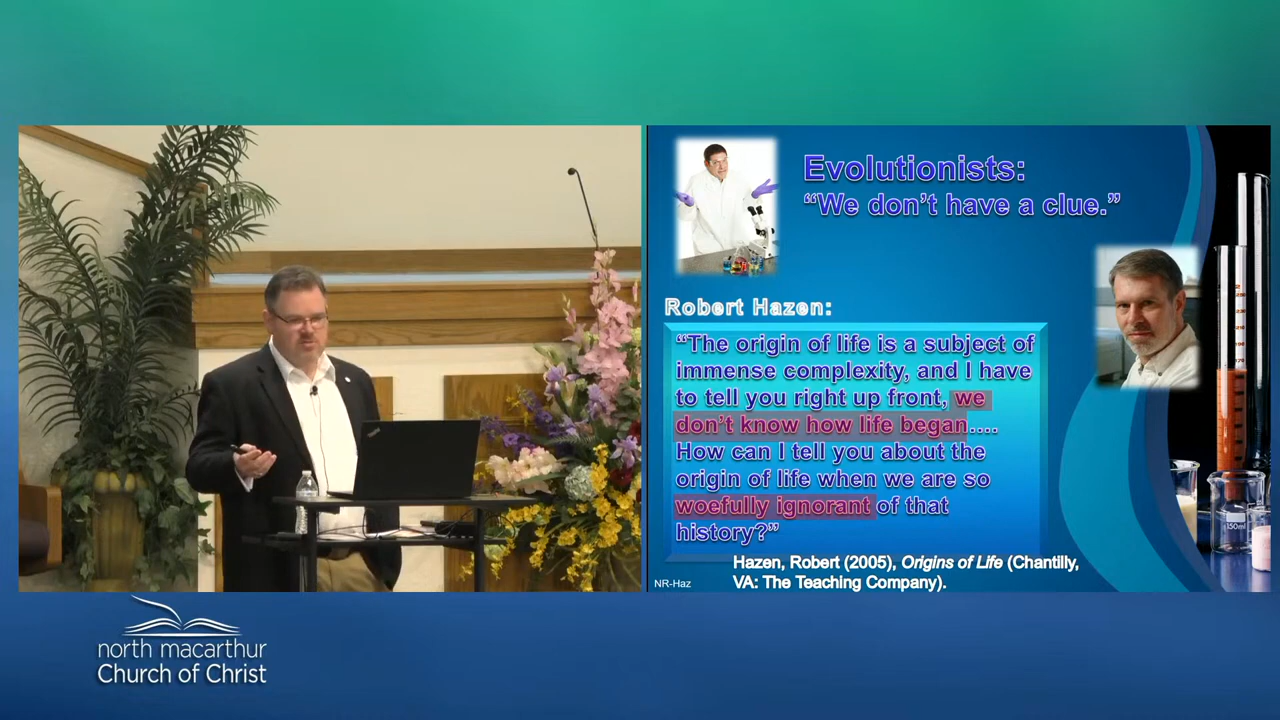 Evolutionists:
“We don’t have a clue.”
Robert Hazen:
“The origin of life is a subject of
immense complexity, and I have
to tell you right up front, we
don’t know how life began....
How can I tell you about the
origin of life when we are so
woefully ignorant of that
history?”
Hazen, Robert (2005), Origins of Life (Chantilly,
VA: The Teaching Company).
NR-Haz
150ml
north macarthur
Church of Christ